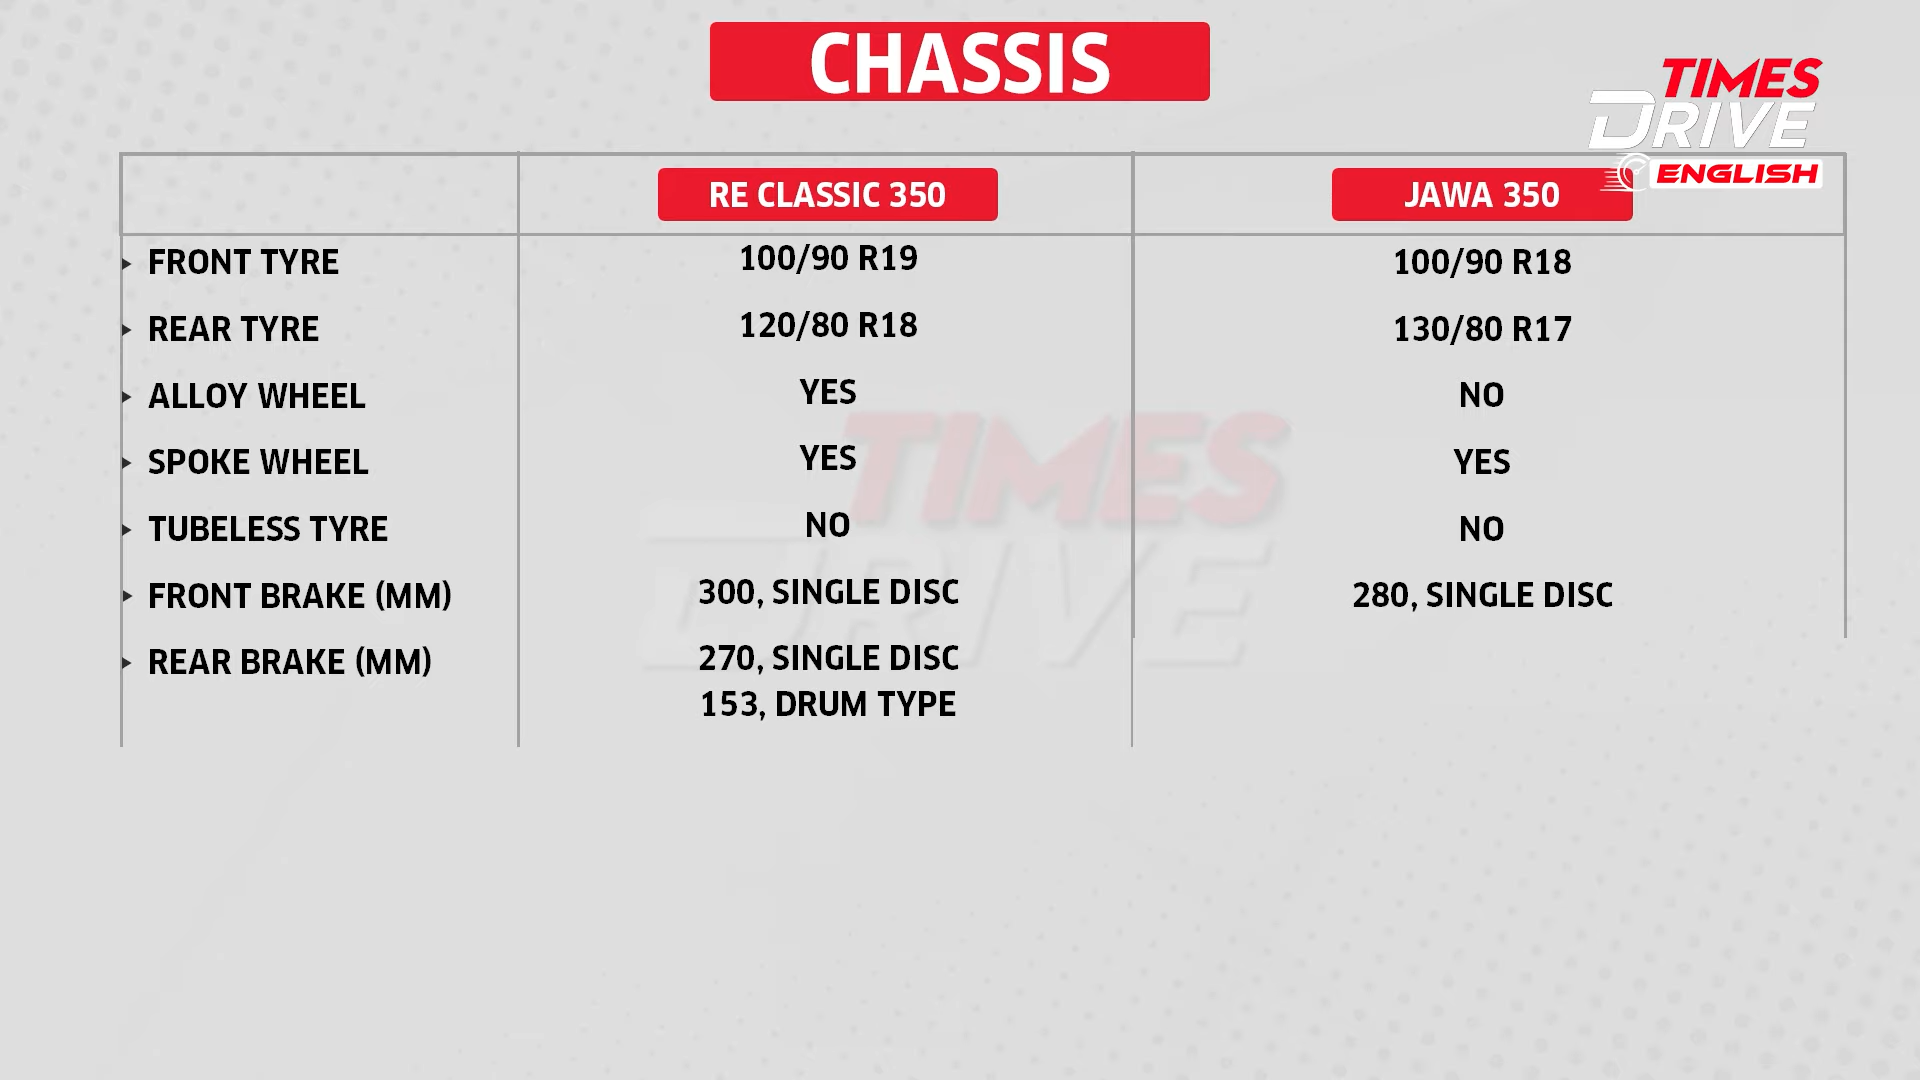 CHASSIS
TIMES
DRIVE
ENGLISH
RE CLASSIC 350 JAWA 350
FRONT TYRE 100/90 R19 100/90 R18
REAR TYRE 120/80 R18 130/80 R17
ALLOY WHEEL YES NO
SPOKE WHEEL YES YES
TUBELESS TYRE NO NO
FRONT BRAKE (MM) 300, SINGLE DISC 280, SINGLE DISC
REAR BRAKE (MM) 270, SINGLE DISC
153, DRUM TYPE
TIMES
DRIVE